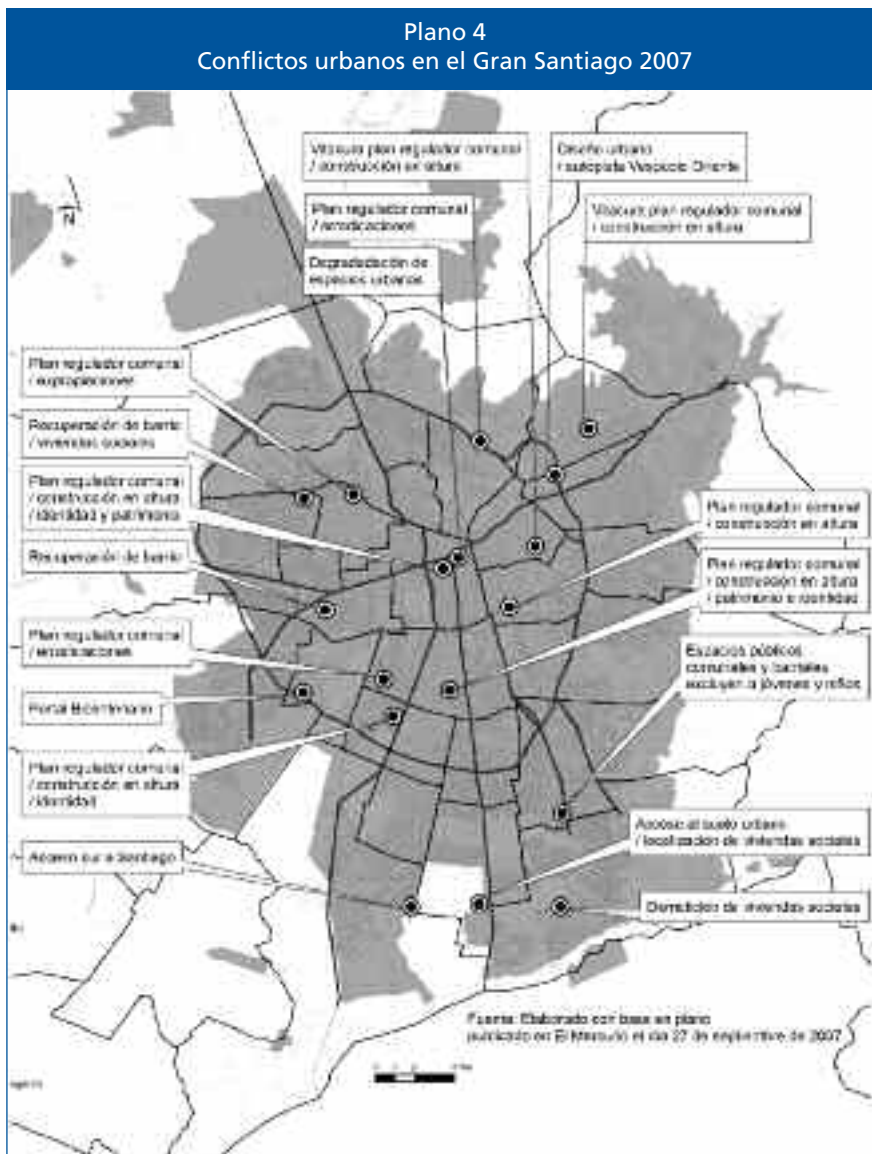 Plano 4
Conflictos urbanos en el Gran Santiago 2007
Vitacura plan regulador comunal
/ construcción en altura
Diseño urbano
/ autopista Vespucio Oriente
Plan regulador comunal
/ erradicaciones
Vitacura plan regulador comunal
/ construcción en altura
Degradadación de
espacios urbanos
Plan regulador comunal
/ expropiaciones
Recuperación de barrio
/ viviendas sociales
Plan regulador comunal
/ construcción en altura
/ identidad y patrimonio
Plan regulador comunal
/ construcción en altura
Recuperación de barrio
Plan regulador comunal
/ construcción en altura
/ patrimonio e identidad
Plan regulador comunal
/ erradicaciones
Espacios públicos
comunales y barriales
excluyen a jóvenes y niños
Portal Bicentenario
Plan regulador comunal
/ construcción en altura
/ identidad
Acceso al suelo urbano
/ localización de viviendas sociales
Acceso sur a Santiago
Demolición de viviendas sociales
Fuente: Elaborado con base en plano
publicado en El Mercurio el día 27 de septiembre de 2007
N